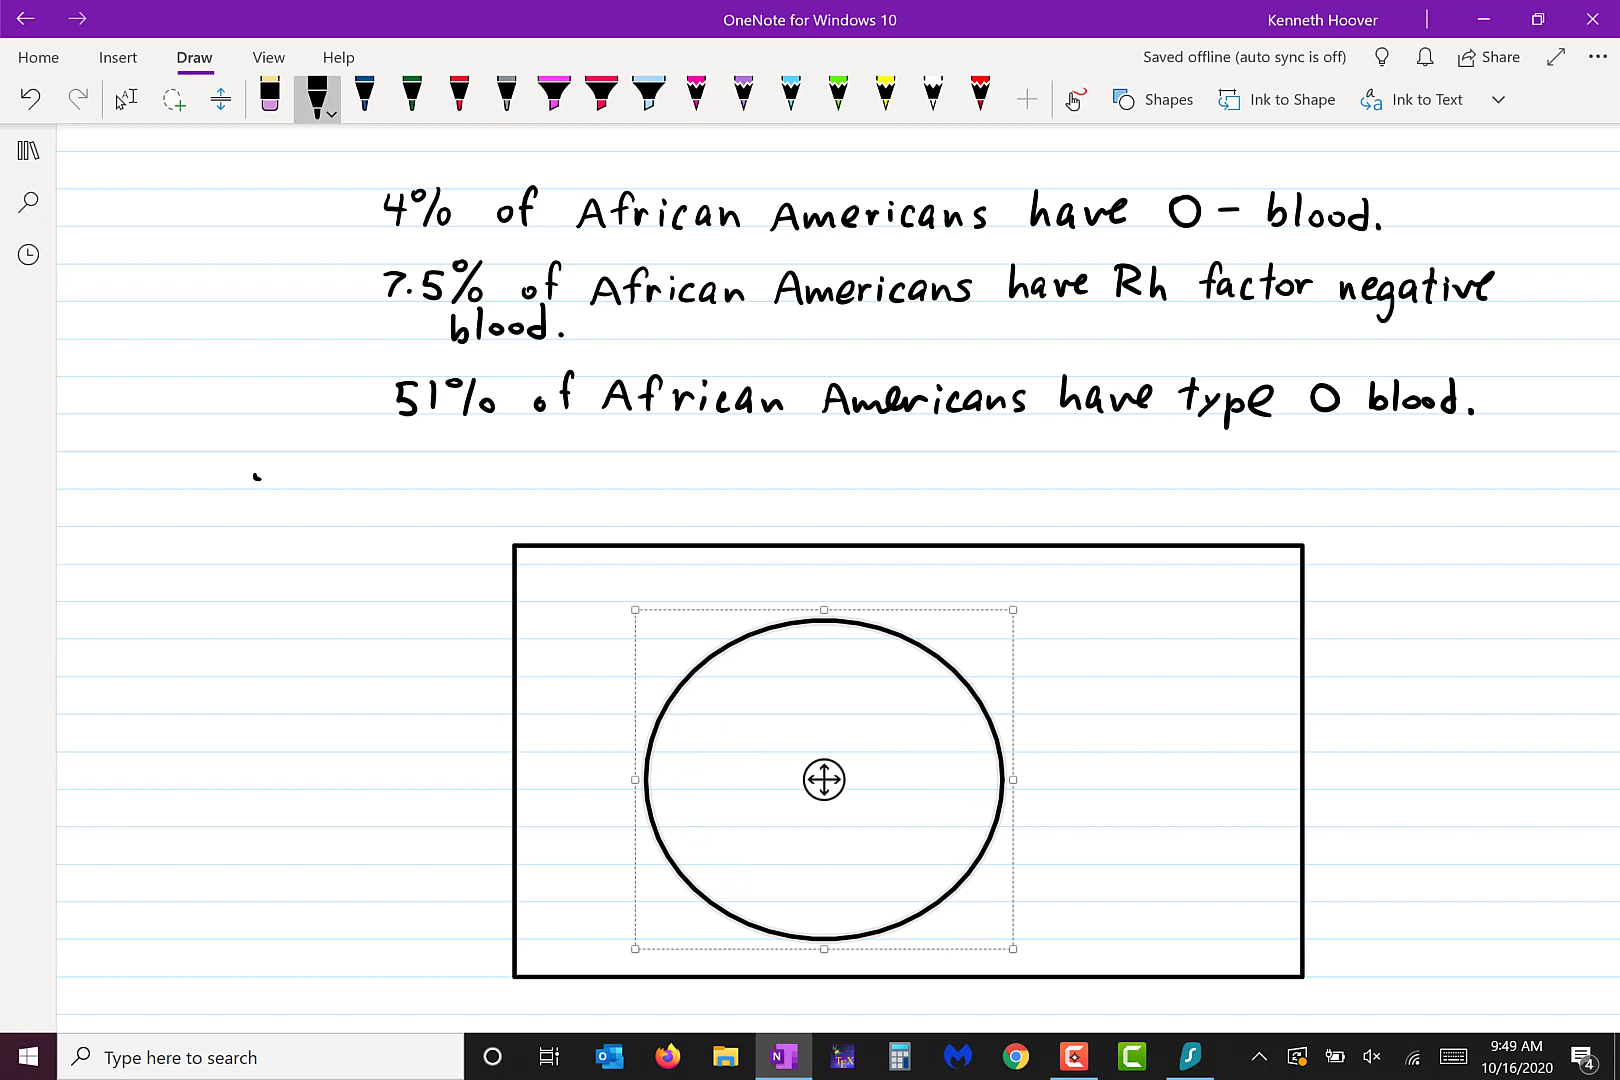 OneNote for Windows 10
Kenneth Hoover
Home Insert Draw View Help
Saved offline (auto sync is off) Share
Shapes Ink to Shape Ink to Text
4% of African Americans have O- blood.
7.5% of African Americans have Rh factor negative
blood.
51% of African Americans have type O blood.
Type here to search
9:49 AM
10/16/2020
4